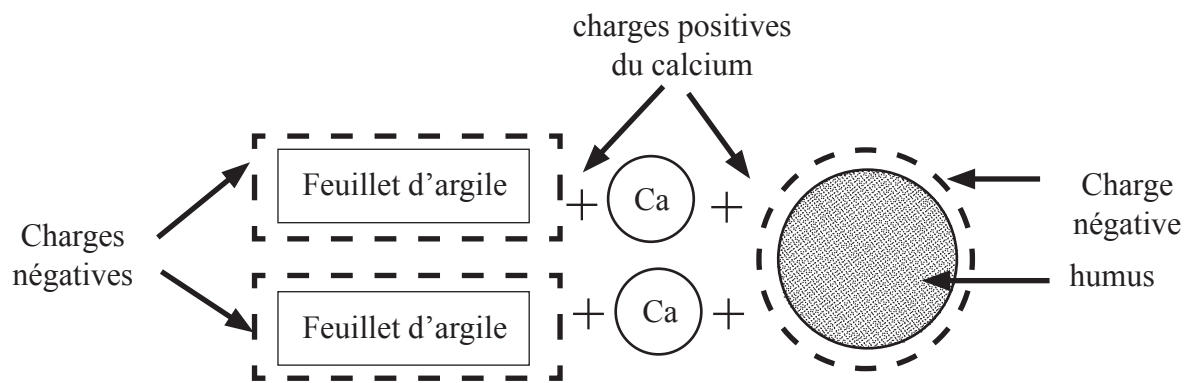 charges positives
du calcium
Feuillet d'argile
+ Ca +
Charge
négative
Charges
négatives
humus
Feuillet d'argile
+ Ca +